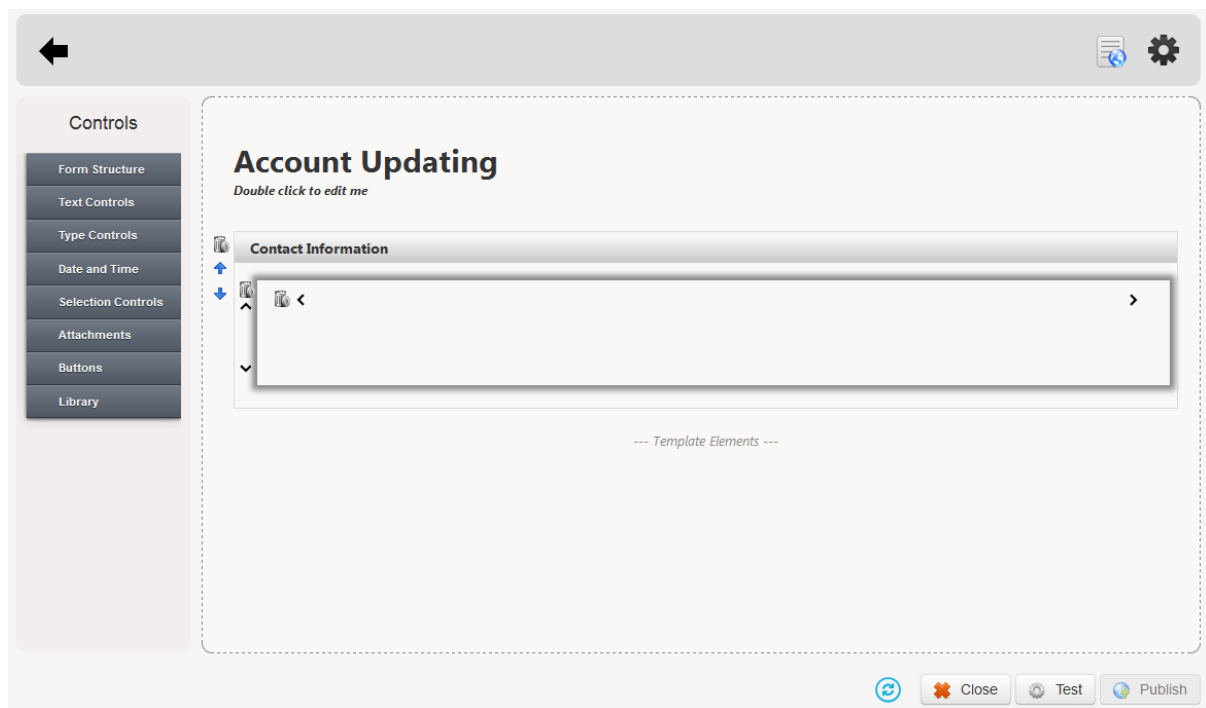 Controls
Form Structure
Text Controls
Type Controls
Date and Time
Selection Controls
Attachments
Buttons
Library
Account Updating
Double click to edit me
Contact Information
--- Template Elements ---
Close
Test
Publish